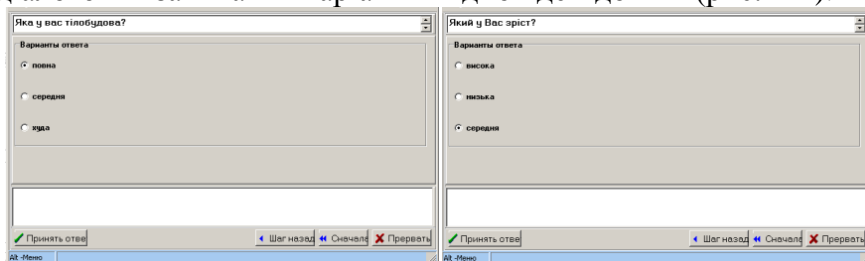 Яка у вас тілобудова?
Варианты ответа
повна
середня
худа
Принять отве
Шаг назад
Сначала
Прервать
Alt -Меню
Який у Вас зріст?
Варианты ответа
висока
низька
середня
Принять отве
Шаг назад
Сначала
Прервать
Alt -Меню